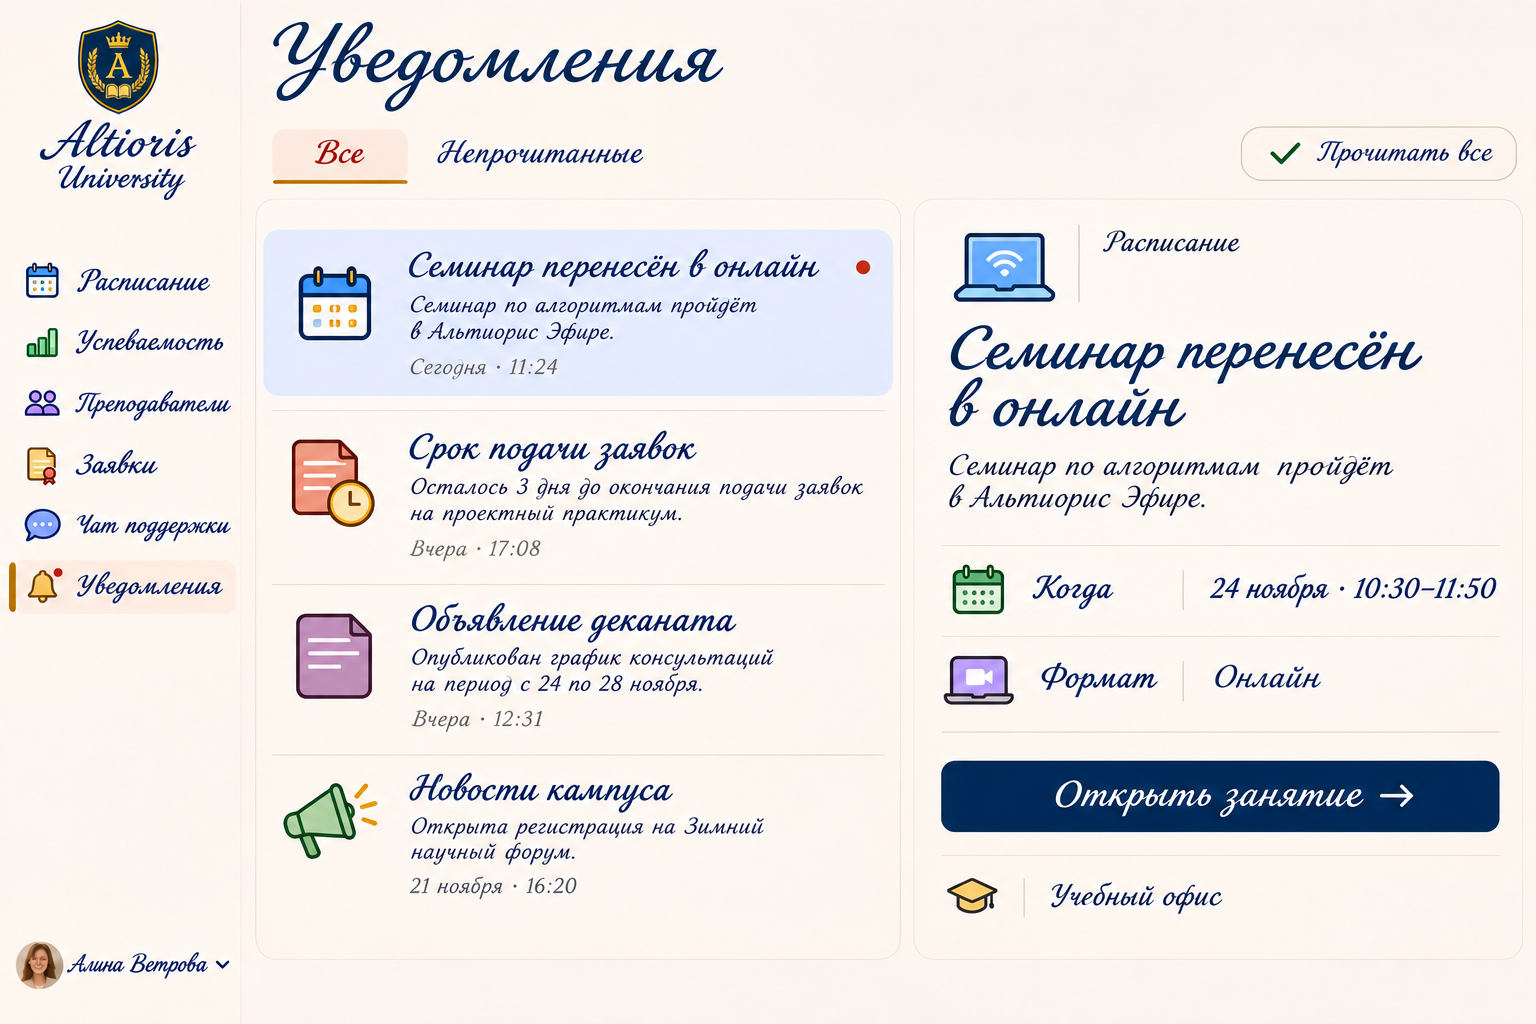 A
Altioris
University
Расписание
Успеваемость
Преподаватели
Заявки
Чат поддержки
Уведомления
Алина Ветрова
Уведомления
Все
Непрочитанные
Прочитать все
Семинар перенесён в онлайн
Семинар по алгоритмам пройдёт
в Альтиорис Эфире.
Сегодня · 11:24
Срок подачи заявок
Осталось 3 дня до окончания подачи заявок
на проектный практикум.
Вчера · 17:08
Объявление деканата
Опубликован график консультаций
на период с 24 по 28 ноября.
Вчера · 12:31
Новости кампуса
Открыта регистрация на Зимний
научный форум.
21 ноября · 16:20
Расписание
Семинар перенесён
в онлайн
Семинар по алгоритмам пройдёт
в Альтиорис Эфире.
Когда
24 ноября · 10:30–11:50
Формат
Онлайн
Открыть занятие →
Учебный офис